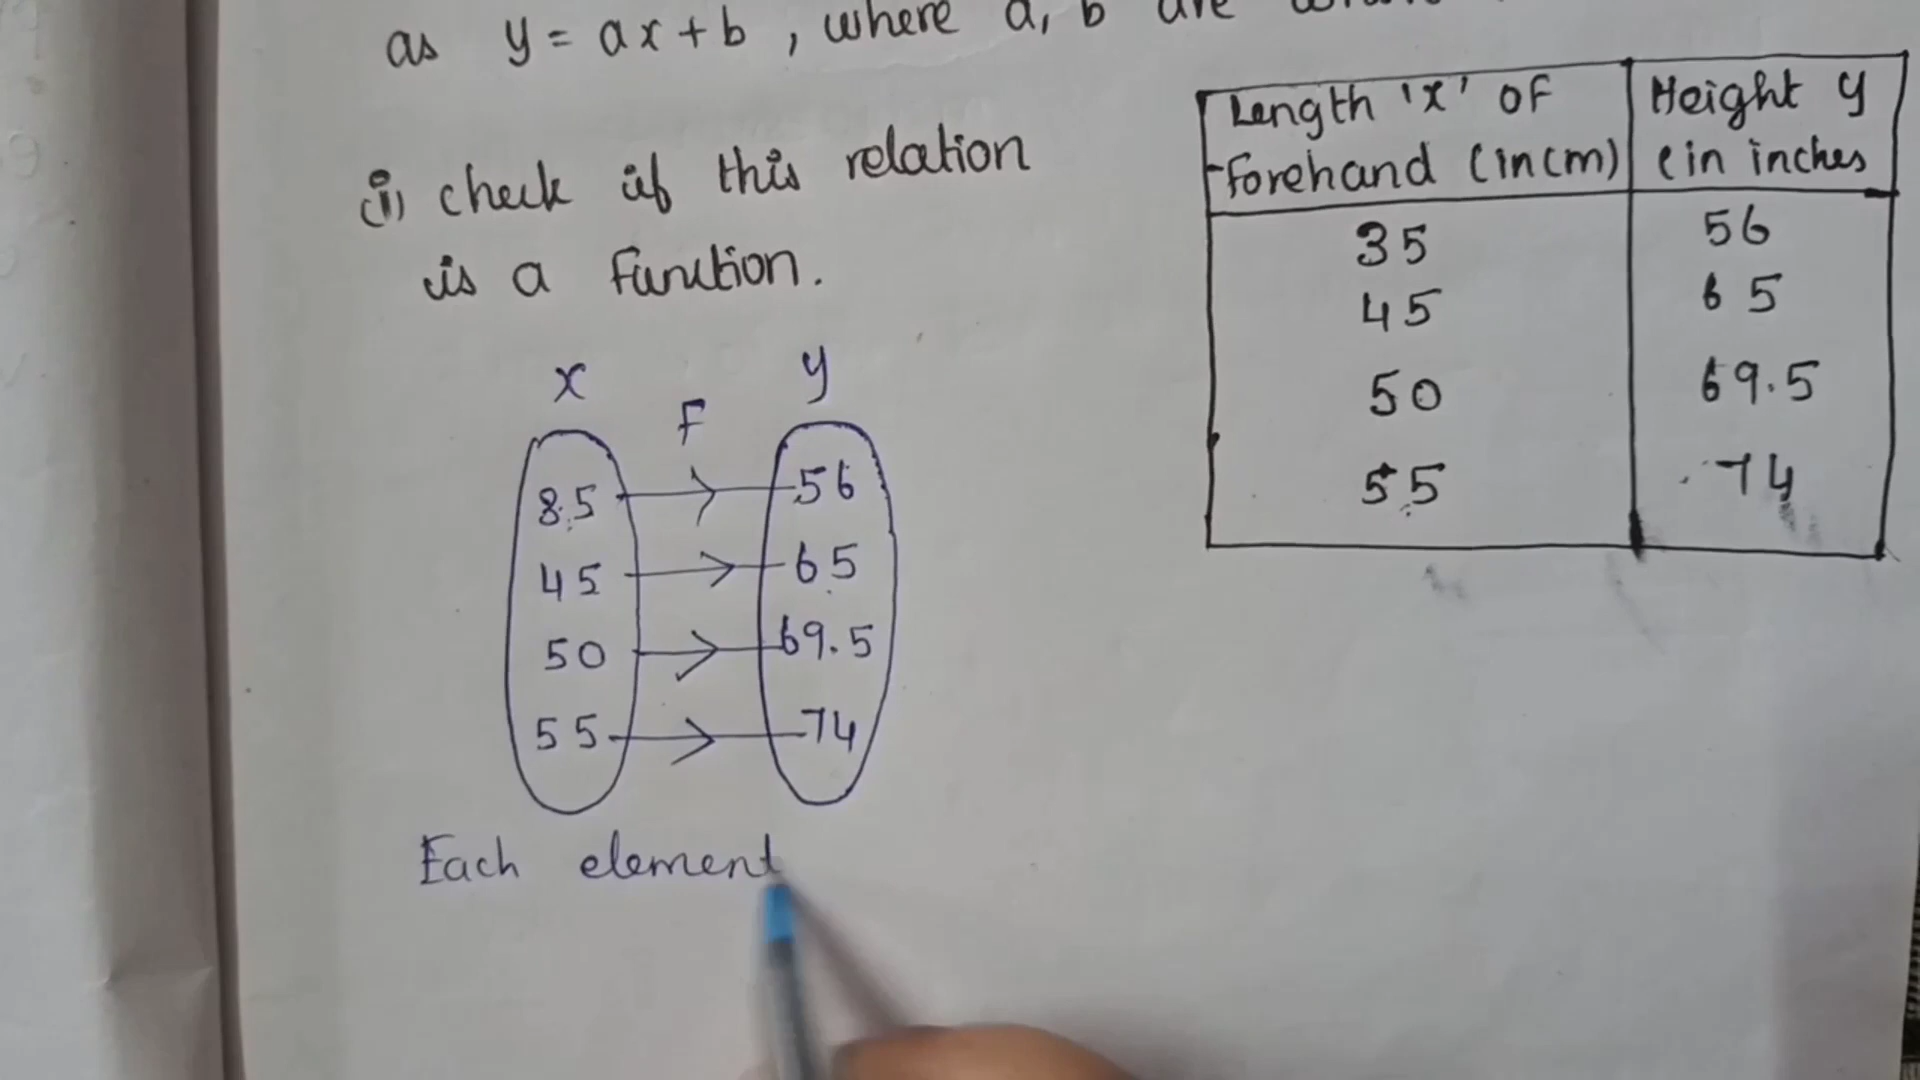 as y = ax + b , where a, b are
(i) check if this relation
is a Function.
Length 'x' OF Height y
Forehand (in cm) (in inches
35 56
45 65
50 69.5
55 74
x F y
8.5 56
45 65
50 69.5
55 74
Each element